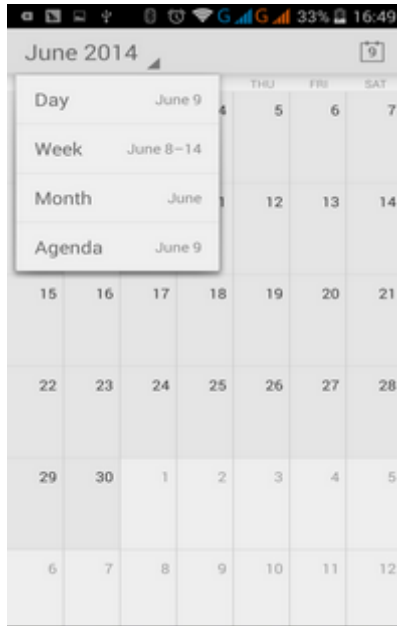 G G 33% 16:49
June 2014 9
THU FRI SAT
Day June 9
4 5 6 7
Week June 8–14
Month June
1 12 13 14
Agenda June 9
15 16 17 18 19 20 21
22 23 24 25 26 27 28
29 30 1 2 3 4 5
6 7 8 9 10 11 12